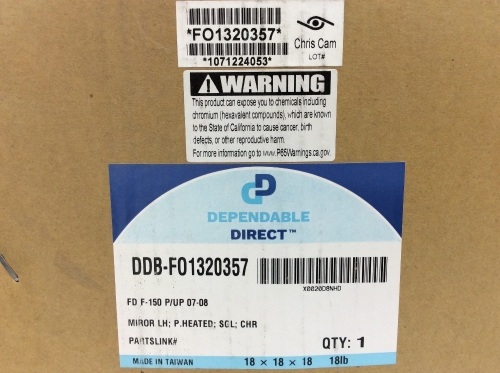 *FO1320357*
*1071224053*
Chris Cam
LOT#
WARNING
This product can expose you to chemicials including
chromium (hexavalent compounds), which are known
to the State of California to cause cancer, birth
defects, or other reproductive harm.
For more information go to www.P65Warnings.ca.gov.
DEPENDABLE
DIRECT™
DDB-FO1320357
X0020D8NHD
FD F-150 P/UP 07-08
MIROR LH; P.HEATED; SGL; CHR
PARTSLINK#
QTY: 1
MADE IN TAIWAN 18 x 18 x 18 18lb